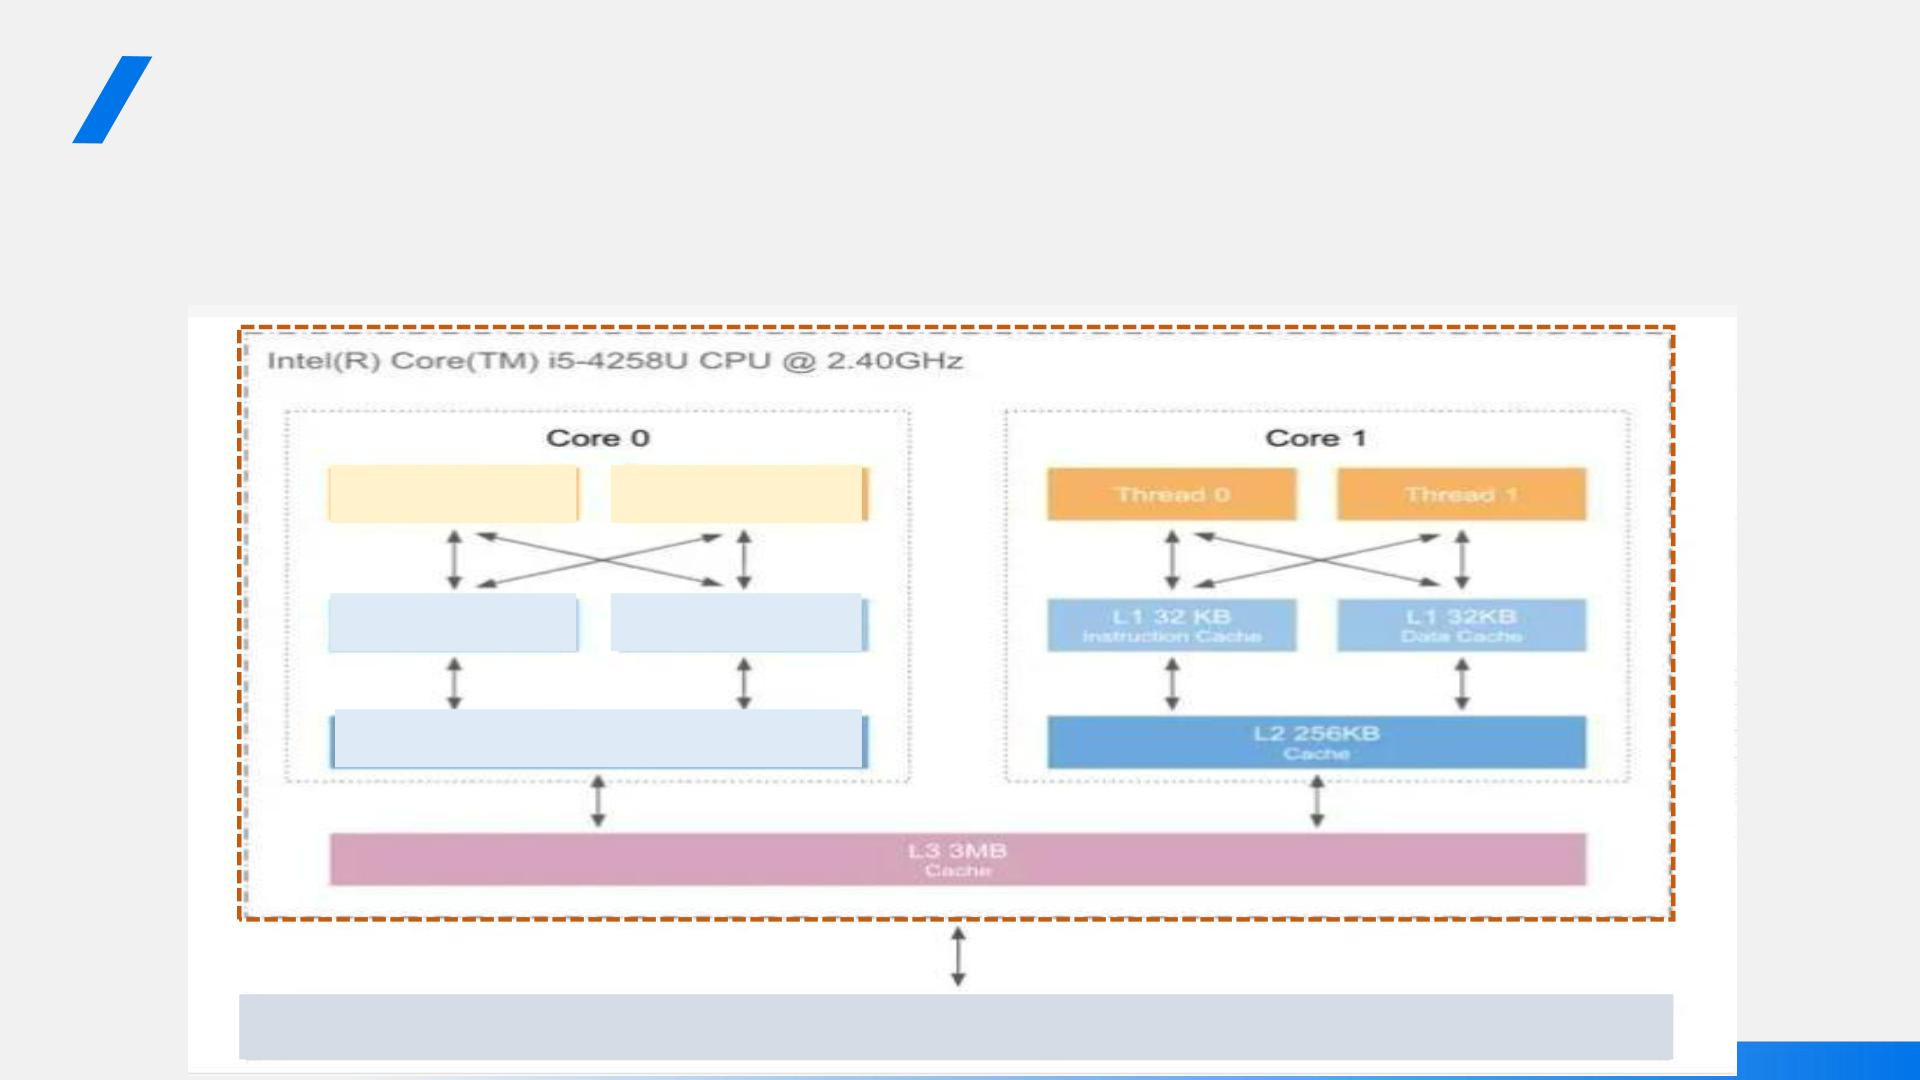 Intel(R) Core(TM) i5-4258U CPU @ 2.40GHz
Core 0
Core 1
Thread 0
Thread 1
L1 32 KB
Instruction Cache
L1 32KB
Data Cache
L2 256KB
Cache
L3 3MB
Cache